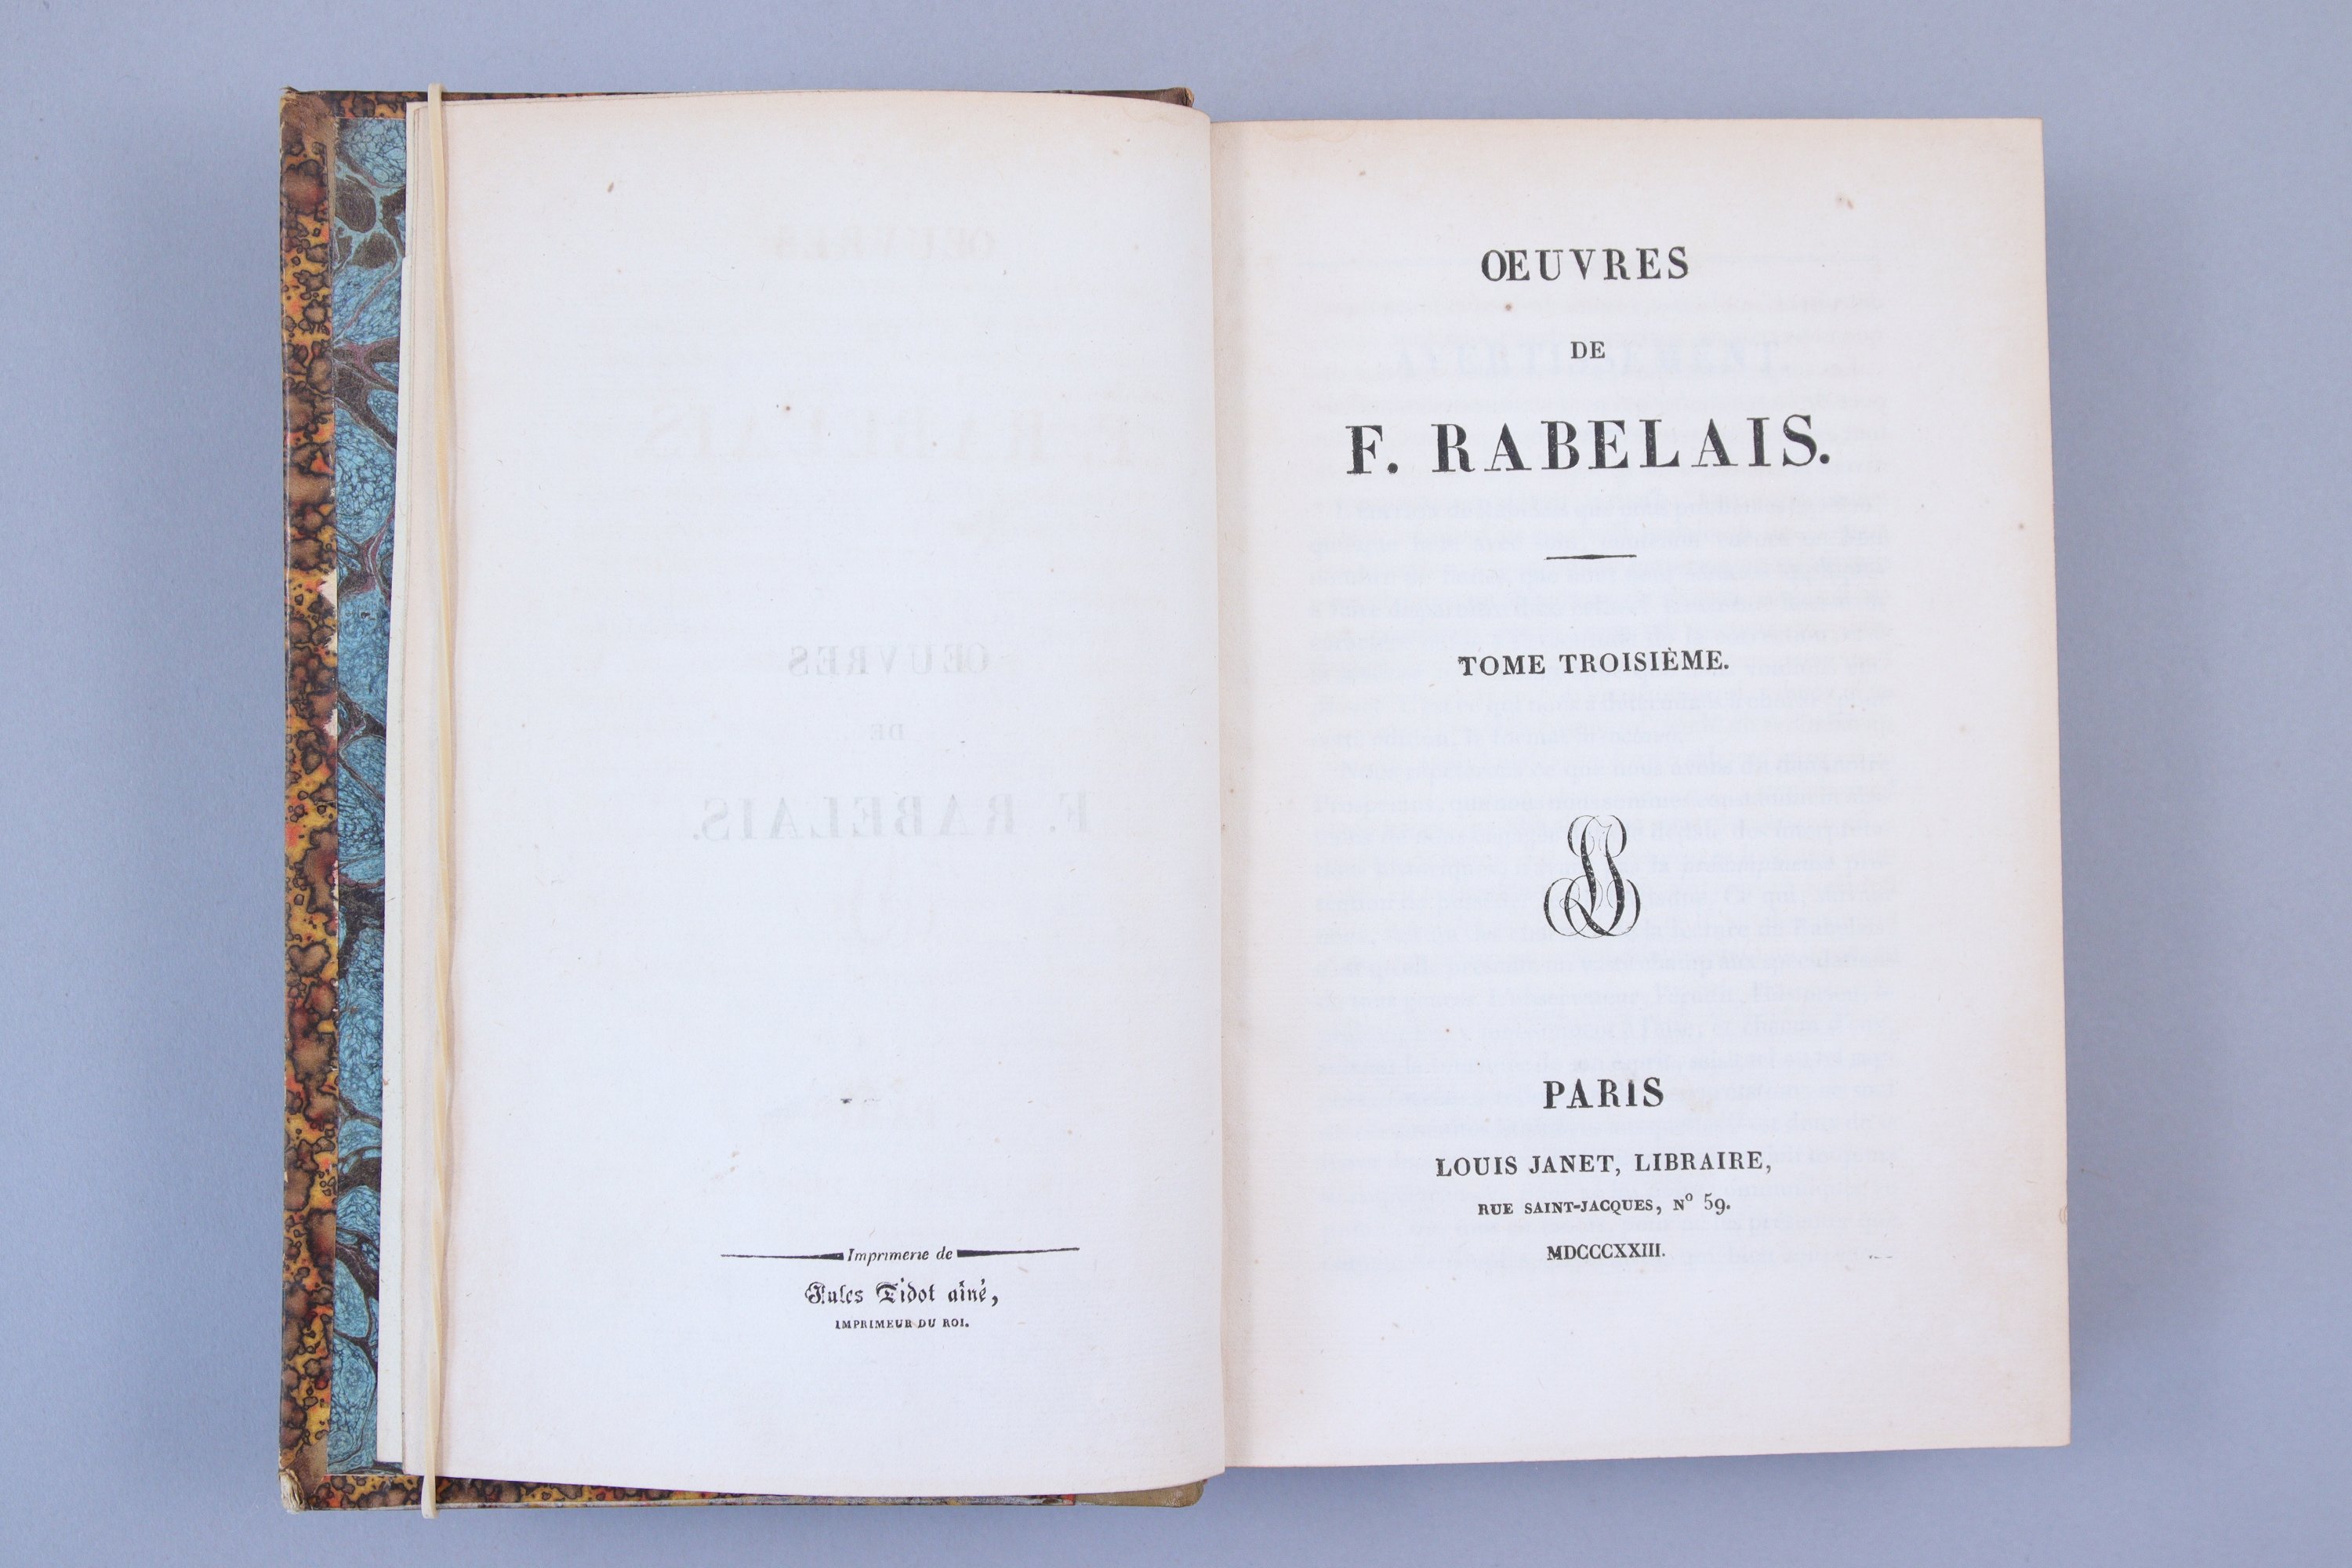 Imprimerie de
Jules Didot aîné,
IMPRIMEUR DU ROI.
OEUVRES
DE
F. RABELAIS.
TOME TROISIÈME.
PARIS
LOUIS JANET, LIBRAIRE,
RUE SAINT-JACQUES, Nº 59.
MDCCCXXIII.